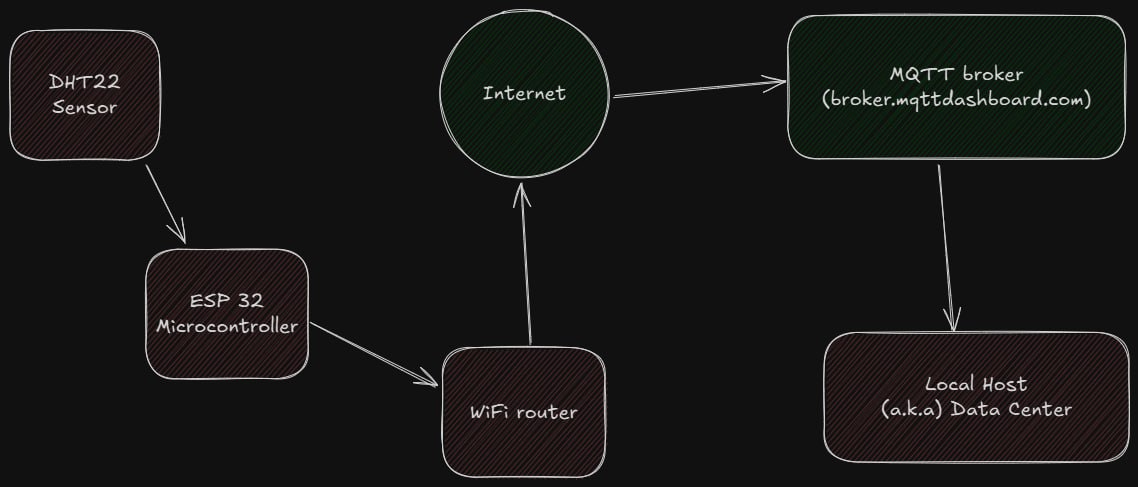 DHT22
Sensor
ESP 32
Microcontroller
WiFi router
Internet
MQTT broker
(broker.mqttdashboard.com)
Local Host
(a.k.a) Data Center